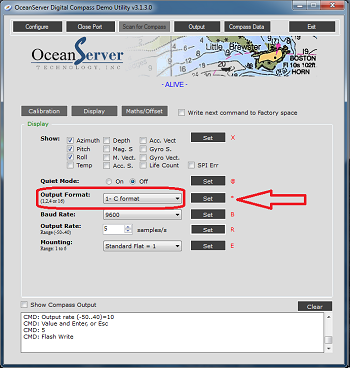 OceanServer Digital Compass Demo Utility v3.1.3.0
Configure Close Port Scan for Compass Output Compass Data Exit
OceanServer
TECHNOLOGY, INC
Little Brewster
BOSTON
Fl 10s 102ft
HORN
- ALIVE -
Calibration Display Maths/Offset Write next command to Factory space
Display
Show: Azimuth Depth Acc. Vect Set X
Pitch Mag. S Gyro S.
Roll M. Vect. Gyro Vect.
Temp Acc. S. Life Count SPI Err
Quiet Mode: On Off Set @
Output Format: 1- C format Set *
(1,2,4 or 16)
Baud Rate: 9600 Set B
Output Rate: 5 samples/s Set R
Range(-50..40)
Mounting: Standard Flat = 1 Set E
Range: 1 to 8
Show Compass Output Clear
CMD: Output rate (-50..40)=10
CMD: Value and Enter, or Esc
CMD: 5
CMD: Flash Write